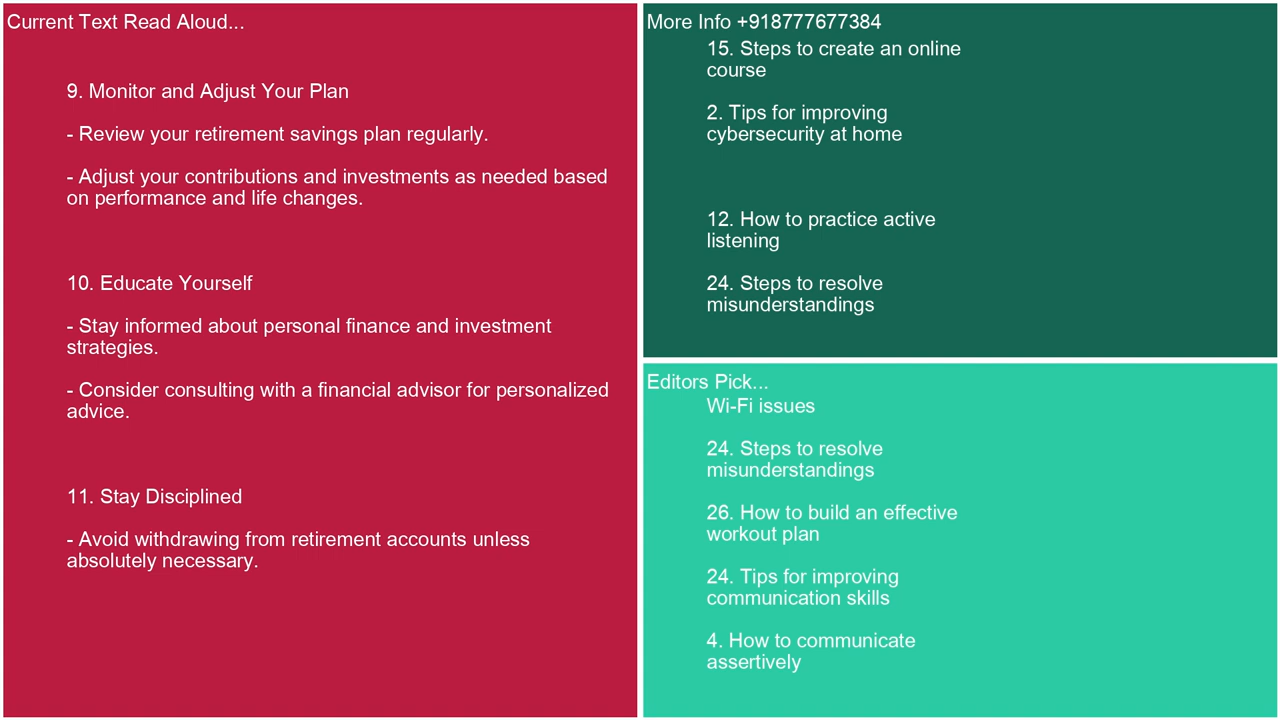 Current Text Read Aloud...
9. Monitor and Adjust Your Plan
- Review your retirement savings plan regularly.
- Adjust your contributions and investments as needed based
on performance and life changes.
10. Educate Yourself
- Stay informed about personal finance and investment
strategies.
- Consider consulting with a financial advisor for personalized
advice.
11. Stay Disciplined
- Avoid withdrawing from retirement accounts unless
absolutely necessary.
More Info +918777677384
15. Steps to create an online
course
2. Tips for improving
cybersecurity at home
12. How to practice active
listening
24. Steps to resolve
misunderstandings
Editors Pick...
Wi-Fi issues
24. Steps to resolve
misunderstandings
26. How to build an effective
workout plan
24. Tips for improving
communication skills
4. How to communicate
assertively